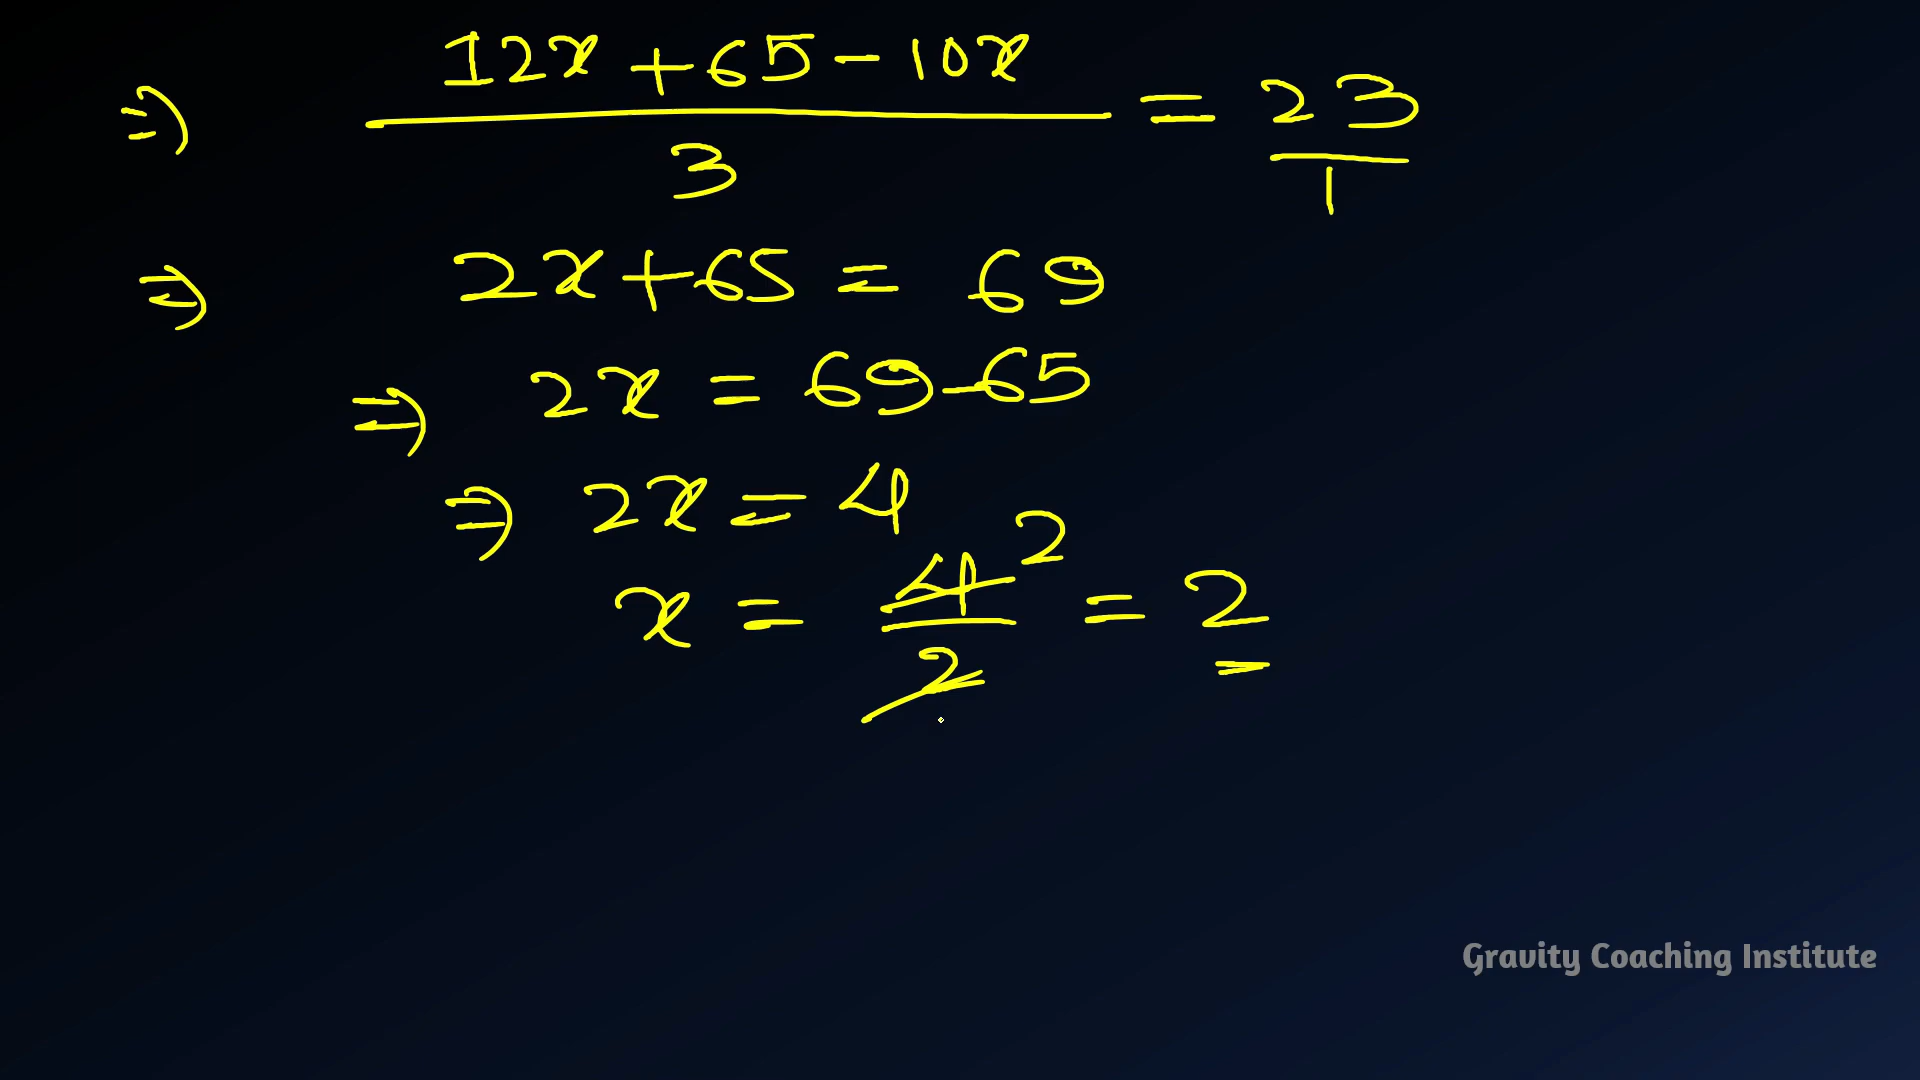 ⇒ (12x + 65 - 10x)/3 = 23/1
⇒ 2x + 65 = 69
⇒ 2x = 69 - 65
⇒ 2x = 4
x = 4/2 2 = 2
Gravity Coaching Institute